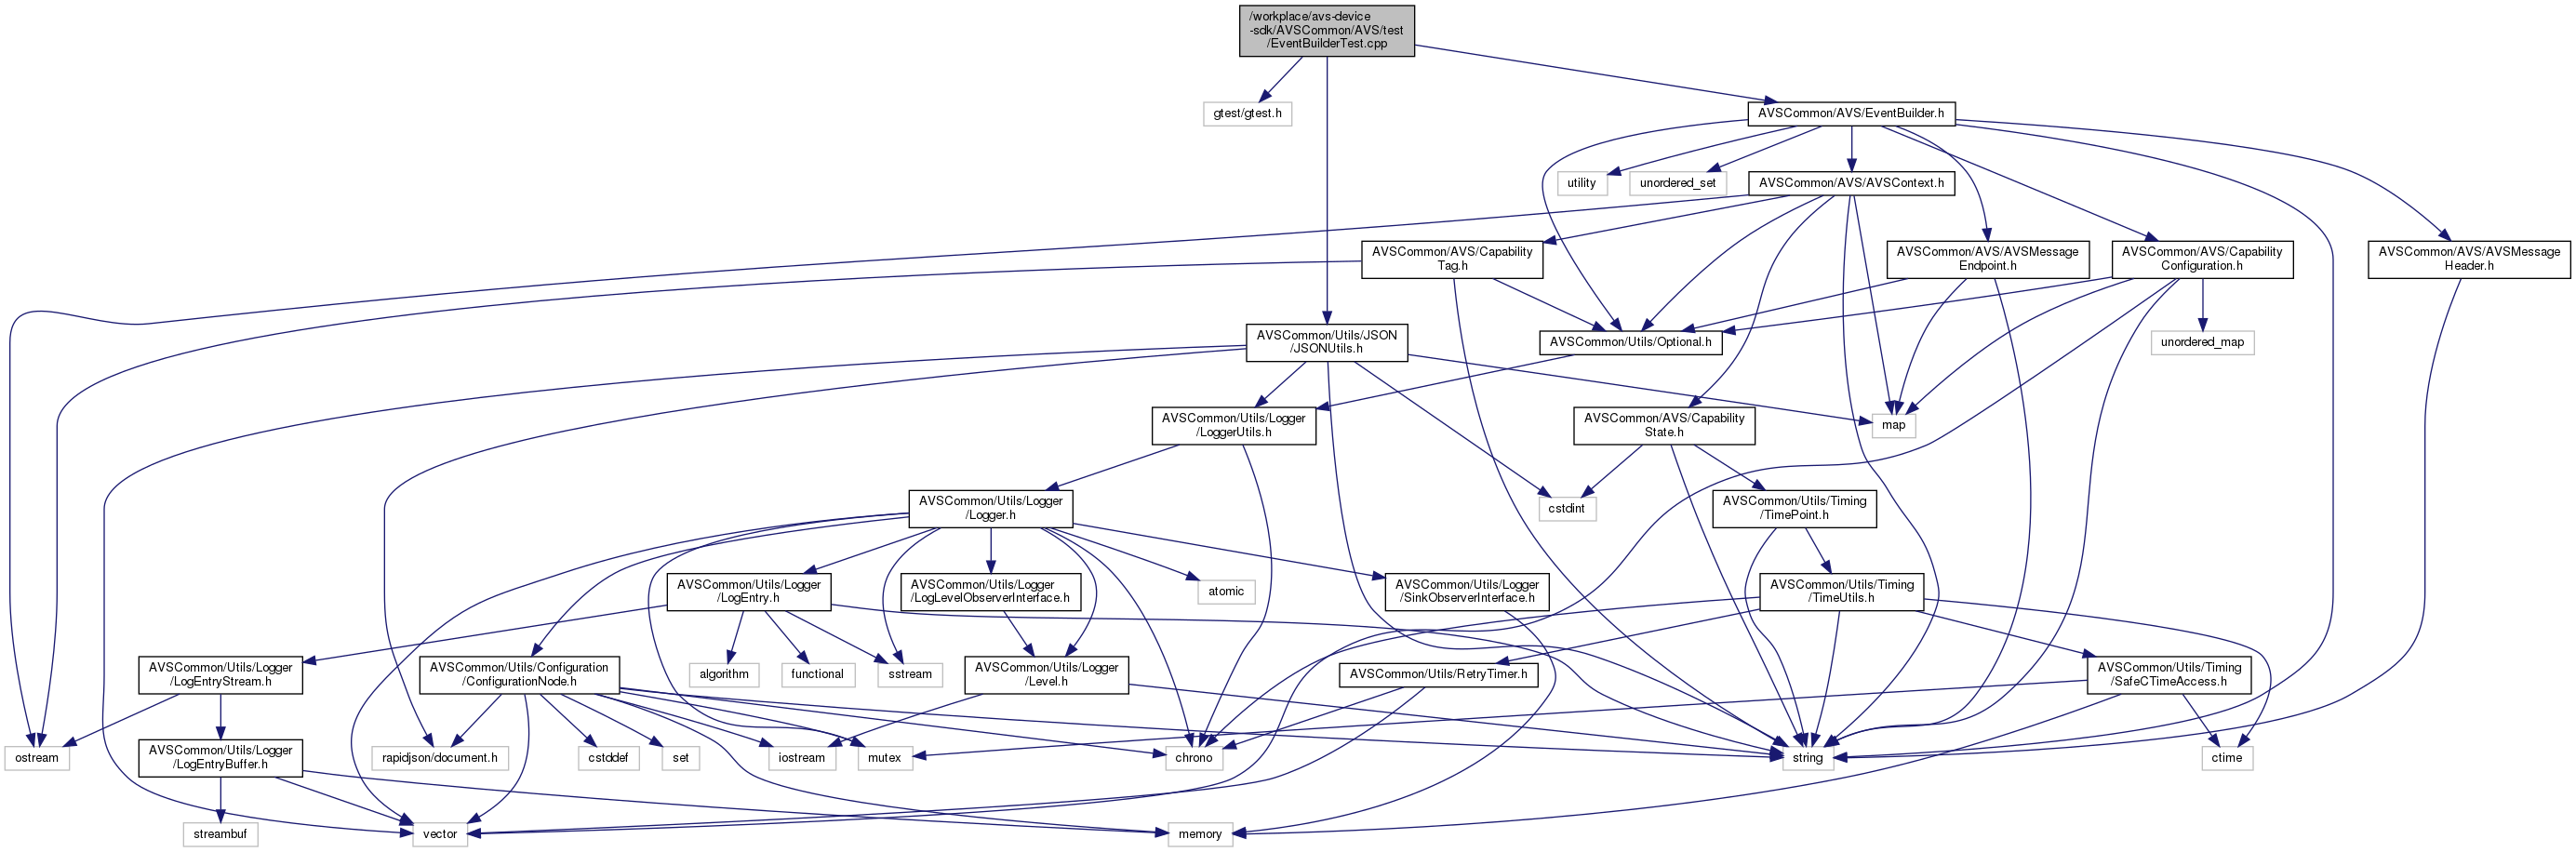 /workplace/avs-device
-sdk/AVSCommon/AVS/test
/EventBuilderTest.cpp
gtest/gtest.h
AVSCommon/AVS/EventBuilder.h
utility
unordered_set
AVSCommon/AVS/AVSContext.h
AVSCommon/AVS/Capability
Tag.h
AVSCommon/AVS/AVSMessage
Endpoint.h
AVSCommon/AVS/Capability
Configuration.h
AVSCommon/AVS/AVSMessage
Header.h
AVSCommon/Utils/JSON
/JSONUtils.h
AVSCommon/Utils/Optional.h
unordered_map
AVSCommon/Utils/Logger
/LoggerUtils.h
AVSCommon/AVS/Capability
State.h
map
AVSCommon/Utils/Logger
/Logger.h
cstdint
AVSCommon/Utils/Timing
/TimePoint.h
AVSCommon/Utils/Logger
/LogEntry.h
AVSCommon/Utils/Logger
/LogLevelObserverInterface.h
atomic
AVSCommon/Utils/Logger
/SinkObserverInterface.h
AVSCommon/Utils/Timing
/TimeUtils.h
AVSCommon/Utils/Logger
/LogEntryStream.h
AVSCommon/Utils/Configuration
/ConfigurationNode.h
algorithm
functional
sstream
AVSCommon/Utils/Logger
/Level.h
AVSCommon/Utils/RetryTimer.h
AVSCommon/Utils/Timing
/SafeCTimeAccess.h
ostream
AVSCommon/Utils/Logger
/LogEntryBuffer.h
rapidjson/document.h
cstddef
set
iostream
mutex
chrono
string
ctime
streambuf
vector
memory